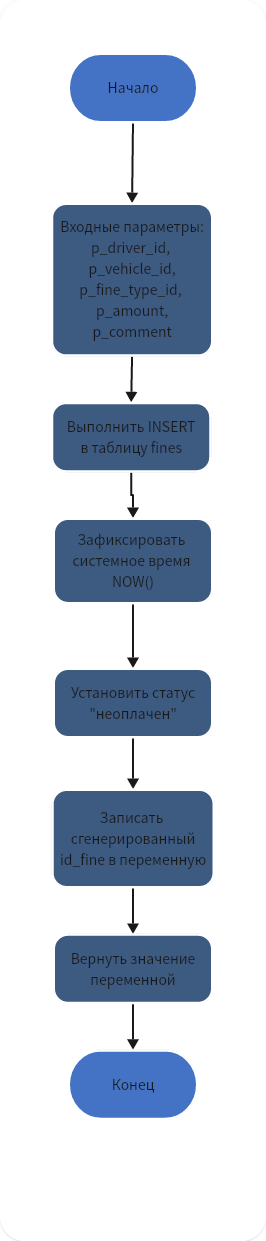 Начало
Входные параметры:
p_driver_id,
p_vehicle_id,
p_fine_type_id,
p_amount,
p_comment
Выполнить INSERT
в таблицу fines
Зафиксировать
системное время
NOW()
Установить статус
"неоплачен"
Записать
сгенерированный
id_fine в переменную
Вернуть значение
переменной
Конец